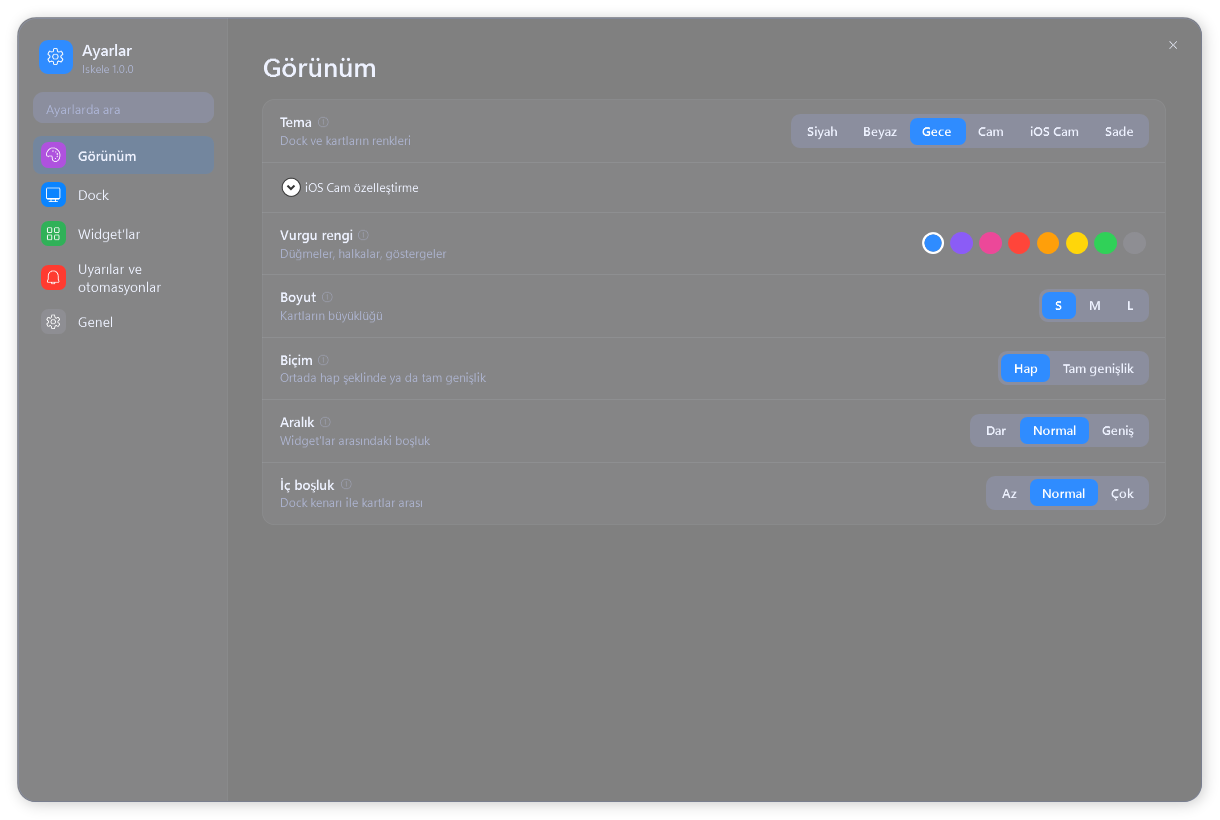 Ayarlar
Iskele 1.0.0
Ayarlarda ara
Görünüm
Dock
Widget'lar
Uyarılar ve
otomasyonlar
Genel
Görünüm
Tema
Dock ve kartların renkleri
Siyah Beyaz Gece Cam iOS Cam Sade
iOS Cam özelleştirme
Vurgu rengi
Düğmeler, halkalar, göstergeler
Boyut
Kartların büyüklüğü
S M L
Biçim
Ortada hap şeklinde ya da tam genişlik
Hap Tam genişlik
Aralık
Widget'lar arasındaki boşluk
Dar Normal Geniş
İç boşluk
Dock kenarı ile kartlar arası
Az Normal Çok